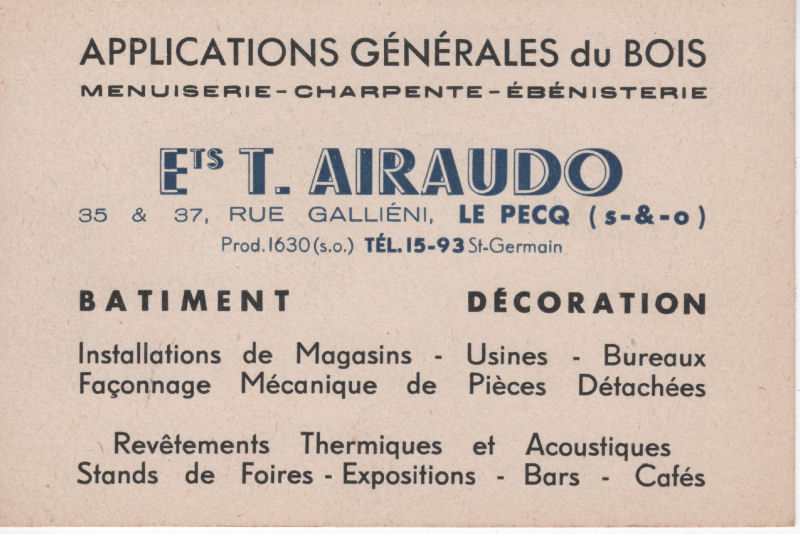 APPLICATIONS GÉNÉRALES du BOIS
MENUISERIE-CHARPENTE-ÉBÉNISTERIE
ETS T. AIRAUDO
35 & 37, RUE GALLIÉNI, LE PECQ (s-&-o)
Prod.1630(s.o.) TÉL.15-93 St-Germain
BATIMENT DÉCORATION
Installations de Magasins - Usines - Bureaux
Façonnage Mécanique de Pièces Détachées
Revêtements Thermiques et Acoustiques
Stands de Foires - Expositions - Bars - Cafés